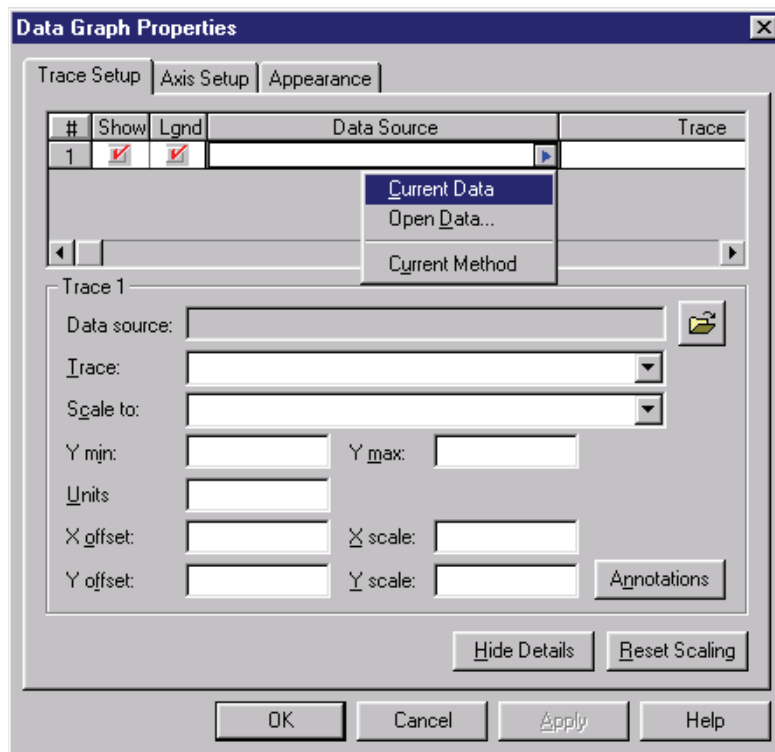 Data Graph Properties
Trace Setup Axis Setup Appearance
# Show Lgnd Data Source Trace
1
Current Data
Open Data...
Current Method
Trace 1
Data source:
Trace:
Scale to:
Y min: Y max:
Units
X offset: X scale:
Y offset: Y scale: Annotations
Hide Details Reset Scaling
OK Cancel Apply Help